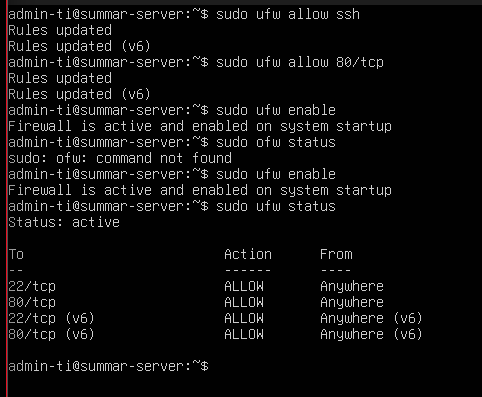 admin-ti@summar-server:~$ sudo ufw allow ssh
Rules updated
Rules updated (v6)
admin-ti@summar-server:~$ sudo ufw allow 80/tcp
Rules updated
Rules updated (v6)
admin-ti@summar-server:~$ sudo ufw enable
Firewall is active and enabled on system startup
admin-ti@summar-server:~$ sudo ofw status
sudo: ofw: command not found
admin-ti@summar-server:~$ sudo ufw enable
Firewall is active and enabled on system startup
admin-ti@summar-server:~$ sudo ufw status
Status: active
To Action From
-- ------ ----
22/tcp ALLOW Anywhere
80/tcp ALLOW Anywhere
22/tcp (v6) ALLOW Anywhere (v6)
80/tcp (v6) ALLOW Anywhere (v6)
admin-ti@summar-server:~$